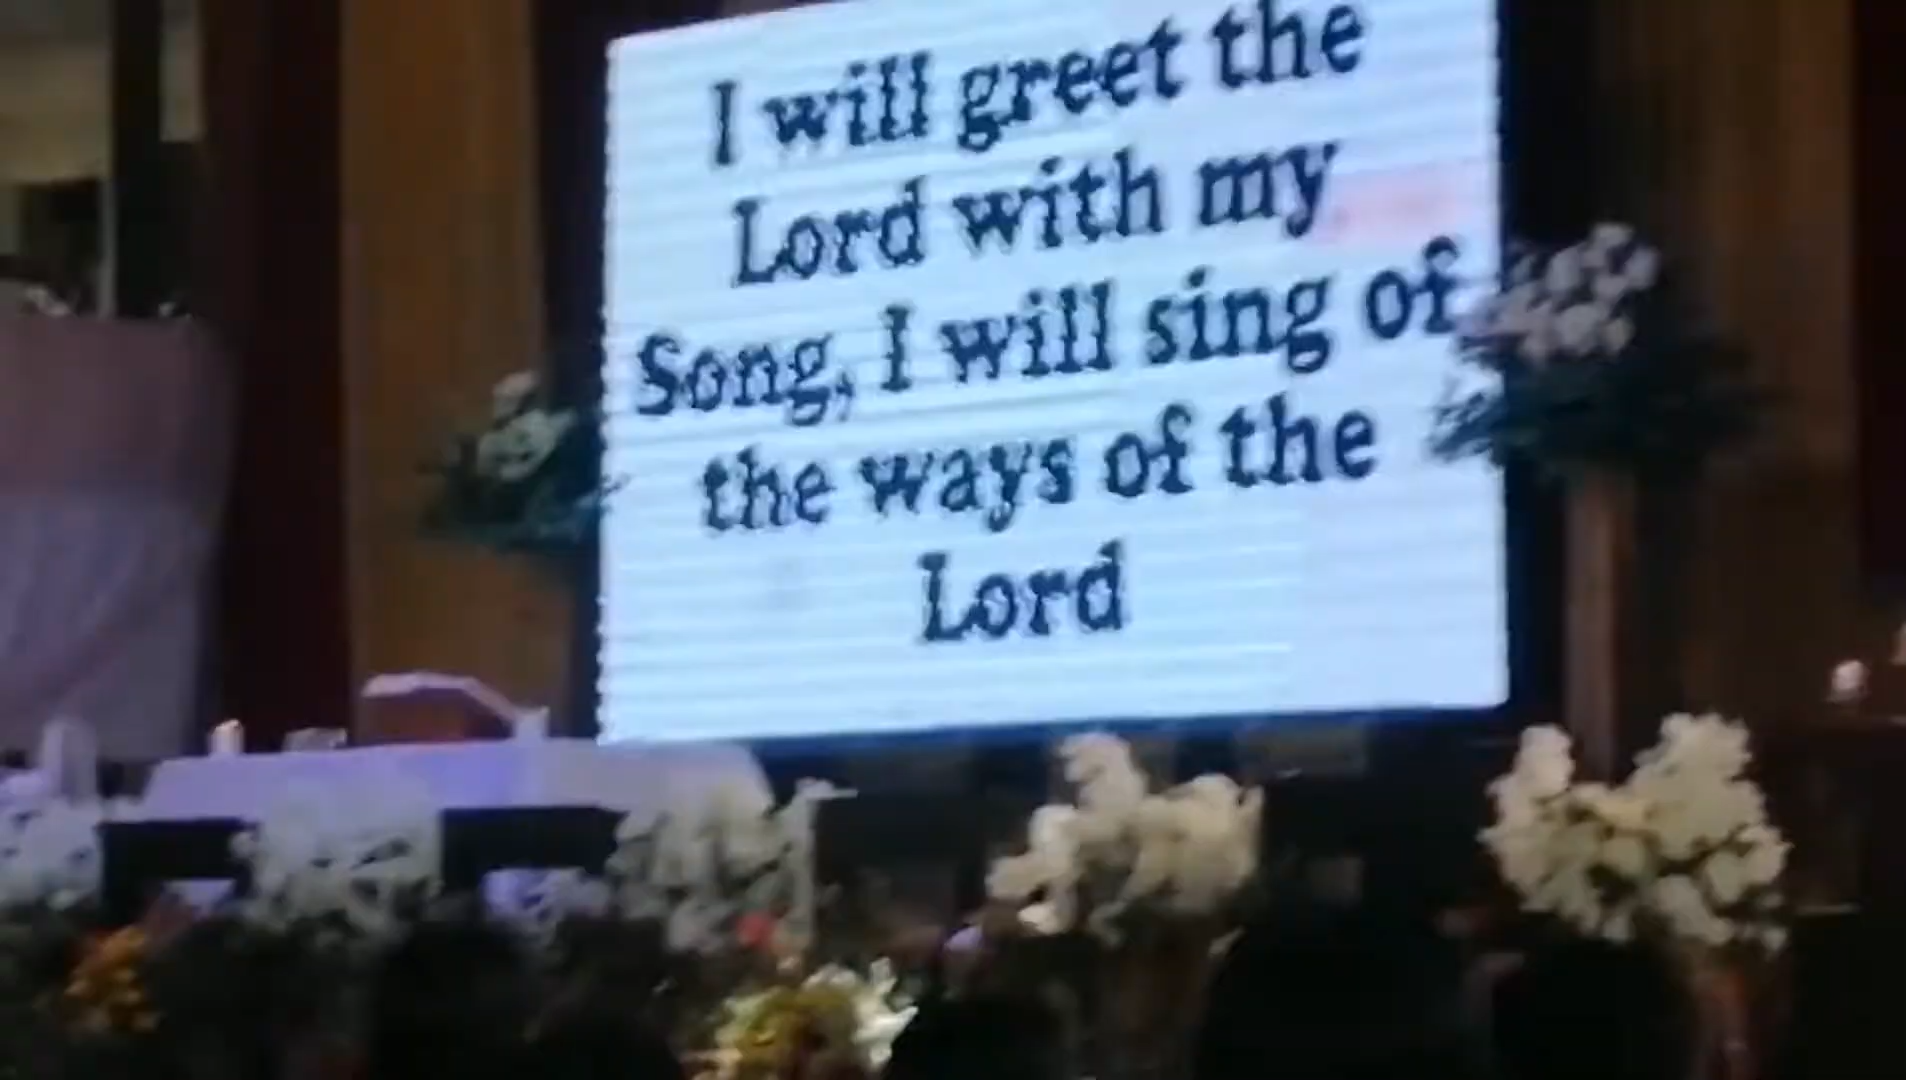 I will greet the
Lord with my
Song, I will sing of
the ways of the
Lord